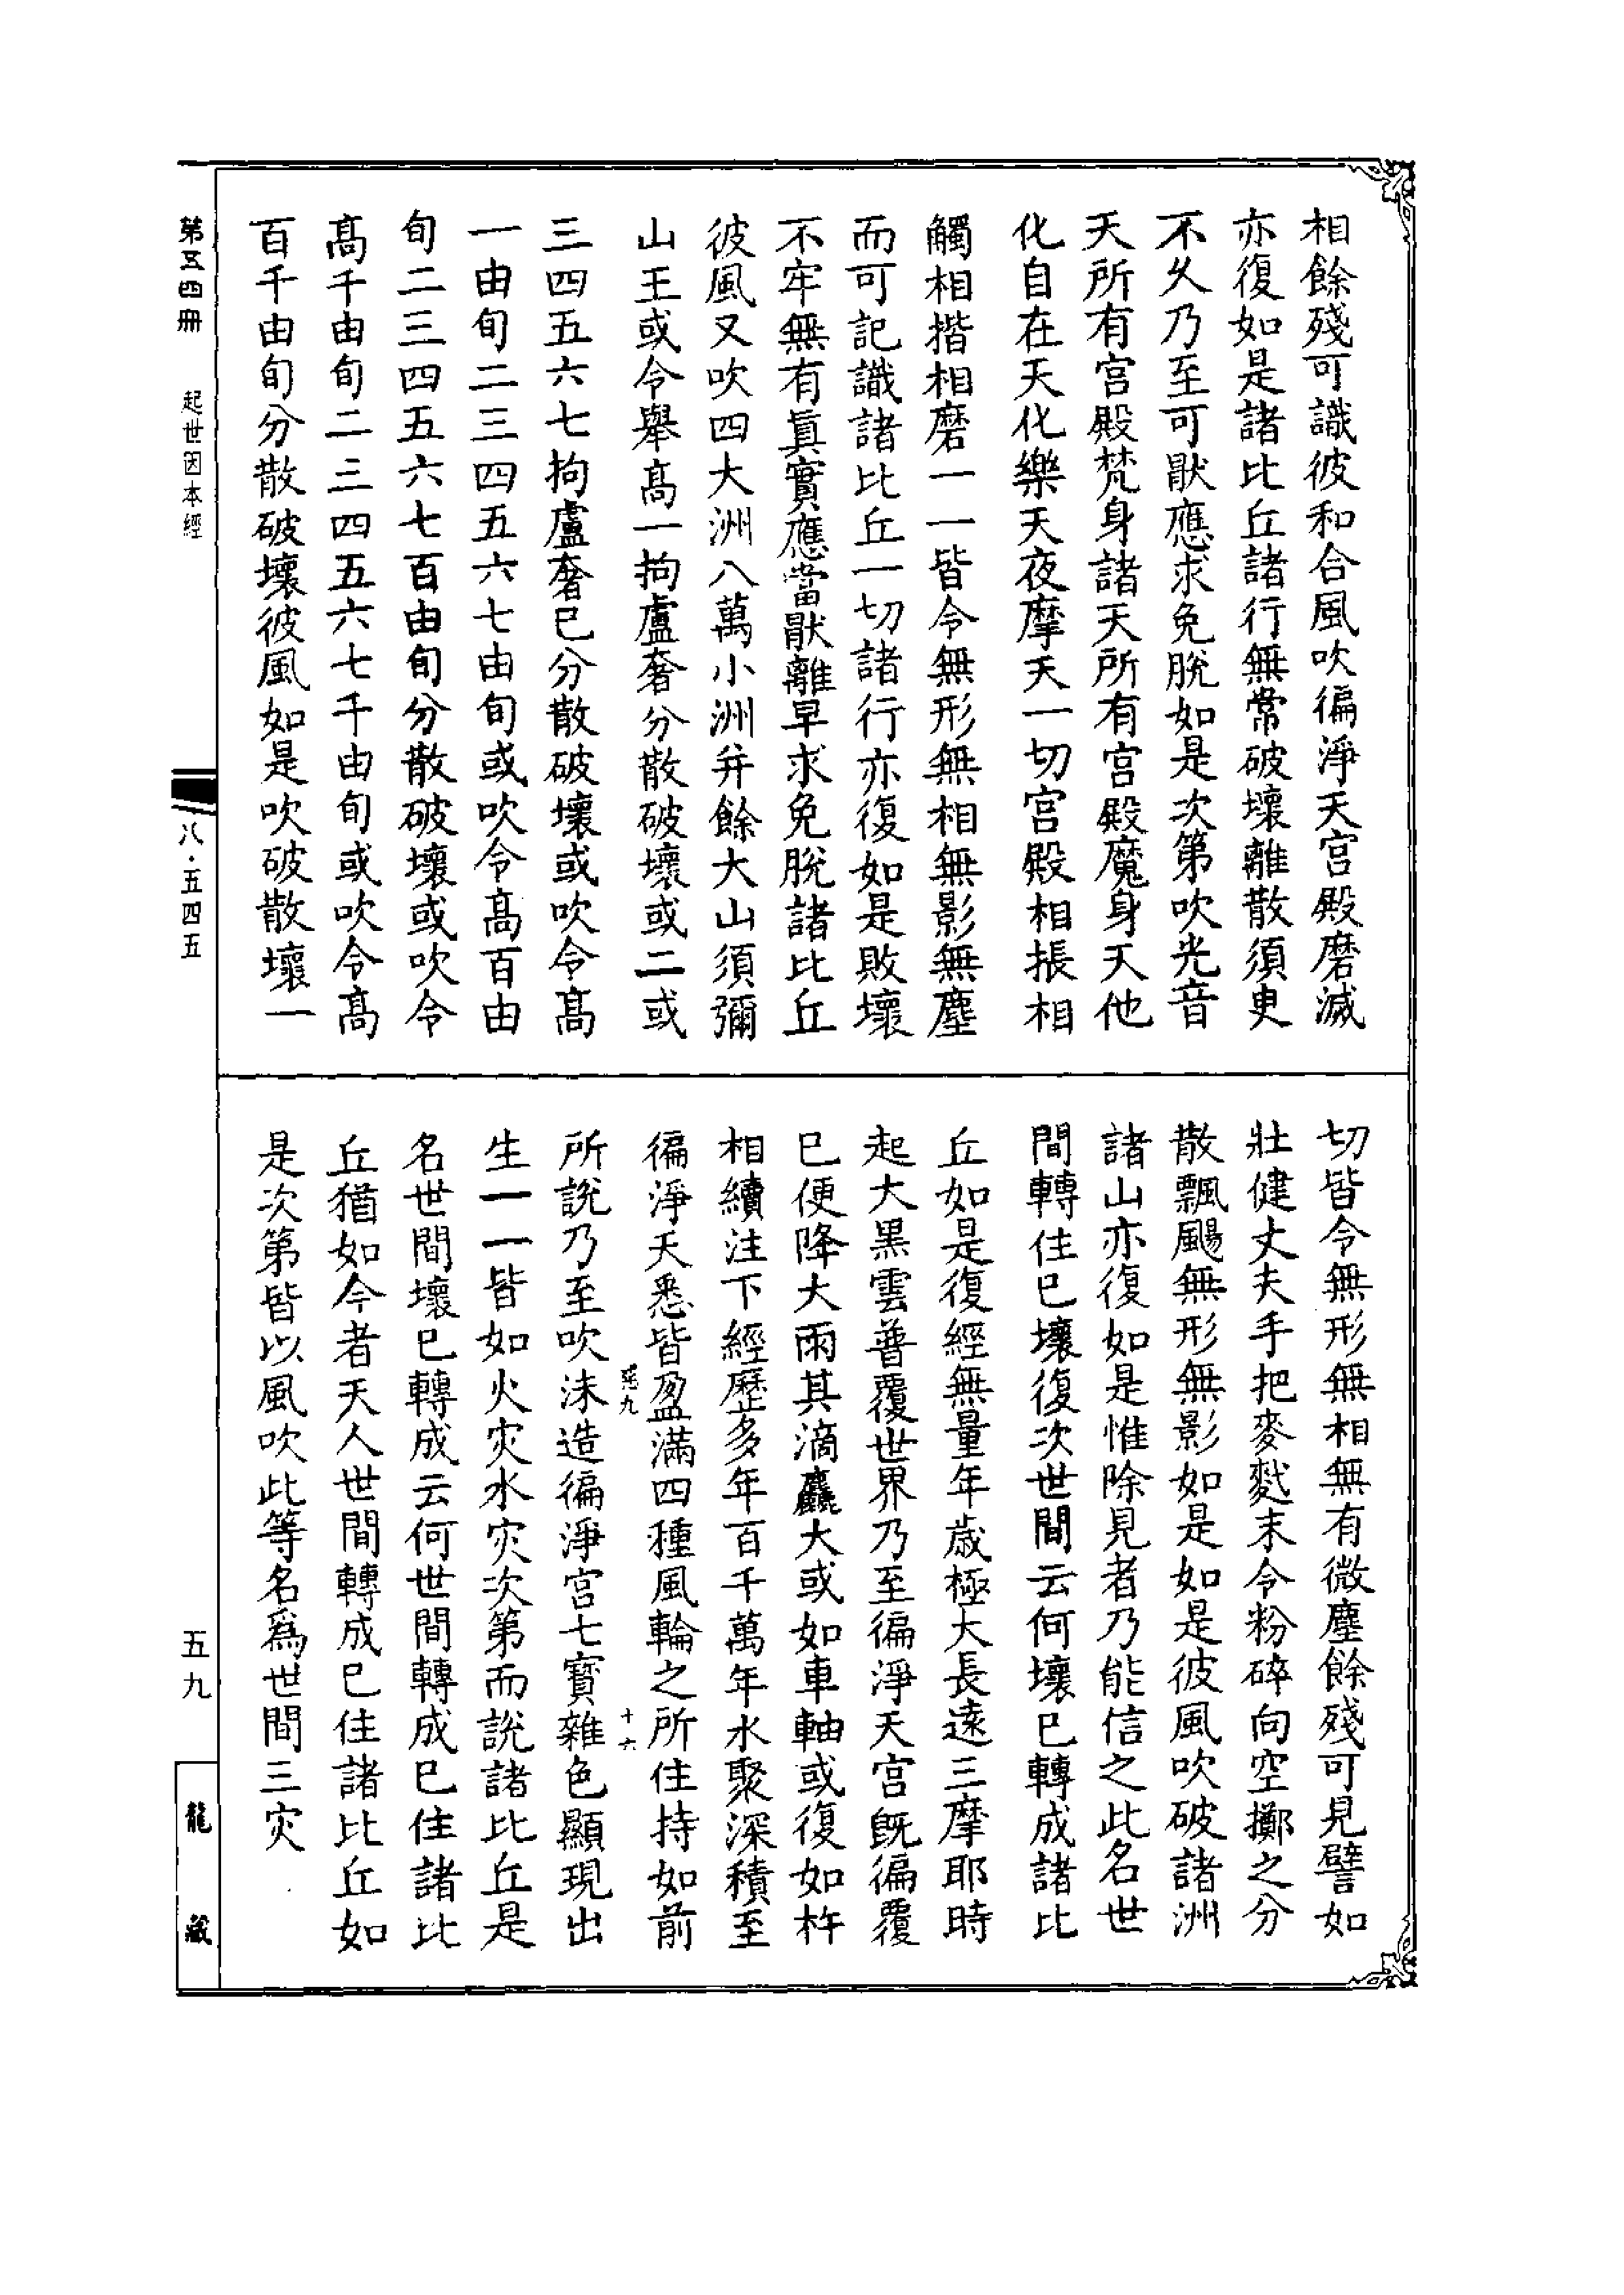 相餘殘可識彼和合風吹徧淨天宮殿磨滅
亦復如是諸比丘諸行無常破壞離散須臾
不久乃至可猒應求免脫如是次第吹光音
天所有宮殿梵身諸天所有宮殿魔身天他
化自在天化樂天夜摩天一切宮殿相掁相
觸相揩相磨一一皆令無形無相無影無塵
而可記識諸比丘一切諸行亦復如是敗壞
不牢無有眞實應當猒離早求免脫諸比丘
彼風又吹四大洲八萬小洲并餘大山須彌
山王或令舉髙一拘盧奢分散破壞或二或
三四五六七拘盧奢已分散破壞或吹令髙
一由旬二三四五六七由旬或吹令髙百由
旬二三四五六七百由旬分散破壞或吹令
髙千由旬二三四五六七千由旬或吹令髙
百千由旬分散破壞彼風如是吹破散壞一
切皆令無形無相無有微塵餘殘可見譬如
壯健丈夫手把麥麨末令粉碎向空擲之分
散飄颺無形無影如是如是彼風吹破諸洲
諸山亦復如是惟除見者乃能信之此名世
間轉住已壞復次世間云何壞已轉成諸比
丘如是復經無量年歲極大長遠三摩耶時
起大黑雲普覆世界乃至徧淨天宮旣徧覆
已便降大雨其滴麤大或如車軸或復如杵
相續注下經歷多年百千萬年水聚深積至
徧淨天悉皆盈滿四種風輪之所住持如前
所說乃至吹沫造徧淨宮七寶雜色顯現出
生一一皆如火灾水灾次第而說諸比丘是
名世間壞已轉成云何世間轉成已住諸比
丘猶如今者天人世間轉成已住諸比丘如
是次第皆以風吹此等名爲世間三灾
九
十六
第五四冊
起世因本經
八·五四五
五九
龍藏